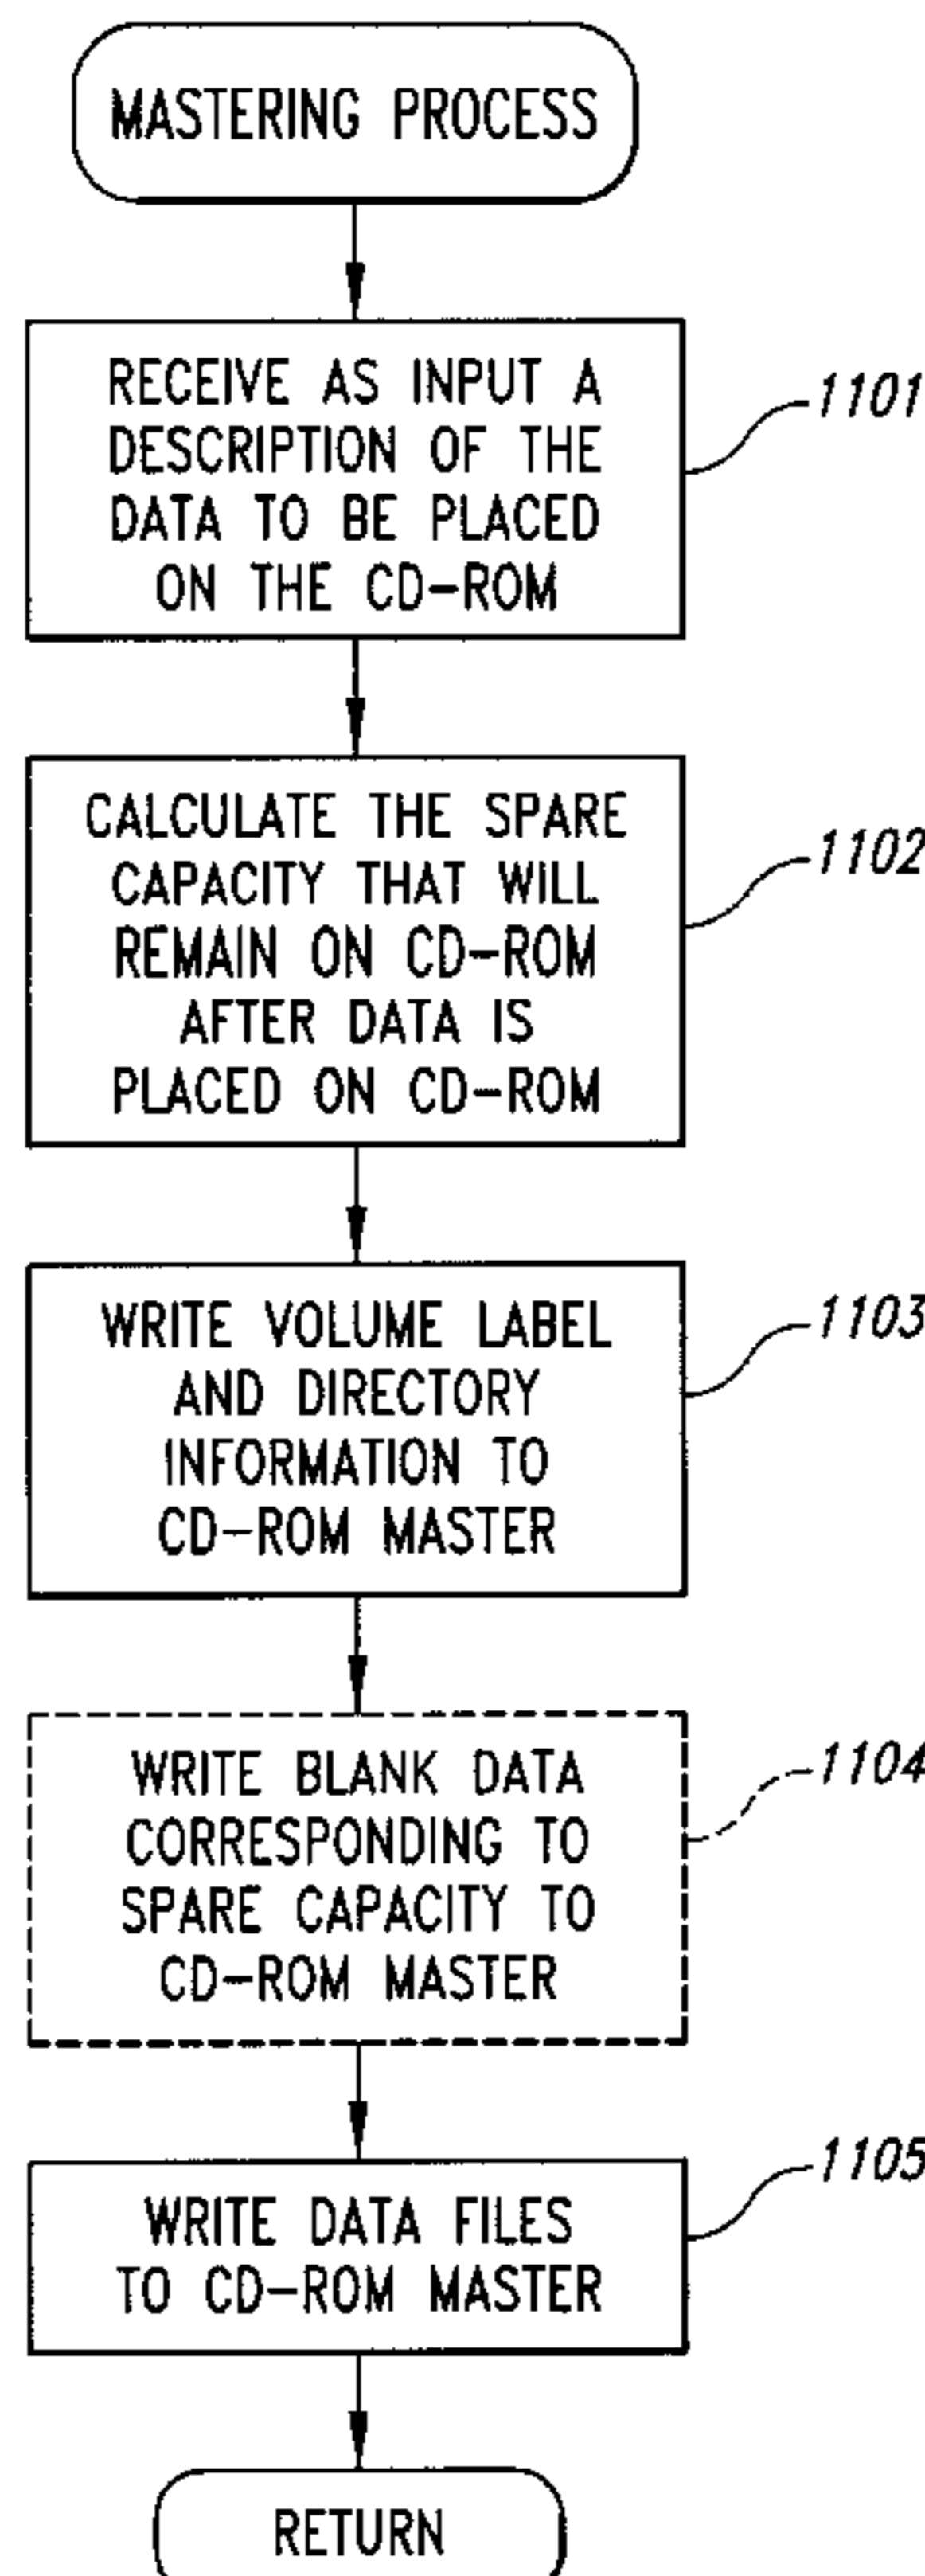 MASTERING PROCESS
RECEIVE AS INPUT A
DESCRIPTION OF THE
DATA TO BE PLACED
ON THE CD-ROM
1101
CALCULATE THE SPARE
CAPACITY THAT WILL
REMAIN ON CD-ROM
AFTER DATA IS
PLACED ON CD-ROM
1102
WRITE VOLUME LABEL
AND DIRECTORY
INFORMATION TO
CD-ROM MASTER
1103
WRITE BLANK DATA
CORRESPONDING TO
SPARE CAPACITY TO
CD-ROM MASTER
1104
WRITE DATA FILES
TO CD-ROM MASTER
1105
RETURN